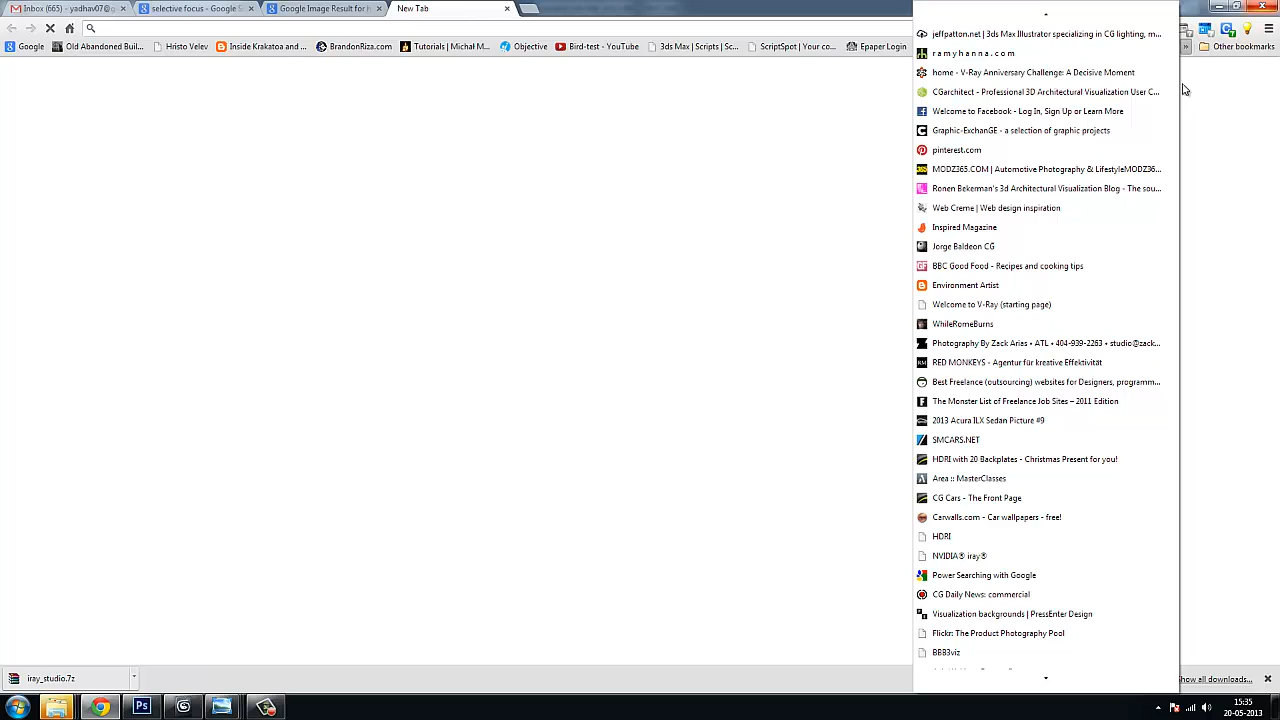 Inbox (665) - yadhav07@g
selective focus - Google S
Google Image Result for h
New Tab
Google
Old Abandoned Buil...
Hristo Velev
Inside Krakatoa and ...
BrandonRiza.com
Tutorials | Michal M...
Objective
Bird-test - YouTube
3ds Max | Scripts | Sc...
ScriptSpot | Your co...
Epaper Login
»
Other bookmarks
jeffpatton.net | 3ds Max Illustrator specializing in CG lighting, m...
r a m y h a n n a . c o m
home - V-Ray Anniversary Challenge: A Decisive Moment
CGarchitect - Professional 3D Architectural Visualization User C...
Welcome to Facebook - Log In, Sign Up or Learn More
Graphic-ExchanGE - a selection of graphic projects
pinterest.com
MODZ365.COM | Automotive Photography & LifestyleMODZ36...
Ronen Bekerman's 3d Architectural Visualization Blog - The sou...
Web Creme | Web design inspiration
Inspired Magazine
Jorge Baldeon CG
BBC Good Food - Recipes and cooking tips
Environment Artist
Welcome to V-Ray (starting page)
WhileRomeBurns
Photography By Zack Arias • ATL • 404-939-2263 • studio@zack...
RED MONKEYS - Agentur für kreative Effektivität
Best Freelance (outsourcing) websites for Designers, programm...
The Monster List of Freelance Job Sites – 2011 Edition
2013 Acura ILX Sedan Picture #9
SMCARS.NET
HDRI with 20 Backplates - Christmas Present for you!
Area :: MasterClasses
CG Cars - The Front Page
Carwalls.com - Car wallpapers - free!
HDRI
NVIDIA® iray®
Power Searching with Google
CG Daily News: commercial
Visualization backgrounds | PressEnter Design
Flickr: The Product Photography Pool
BBB3viz
iray_studio.7z
Show all downloads...
Ps
15:35
20-05-2013